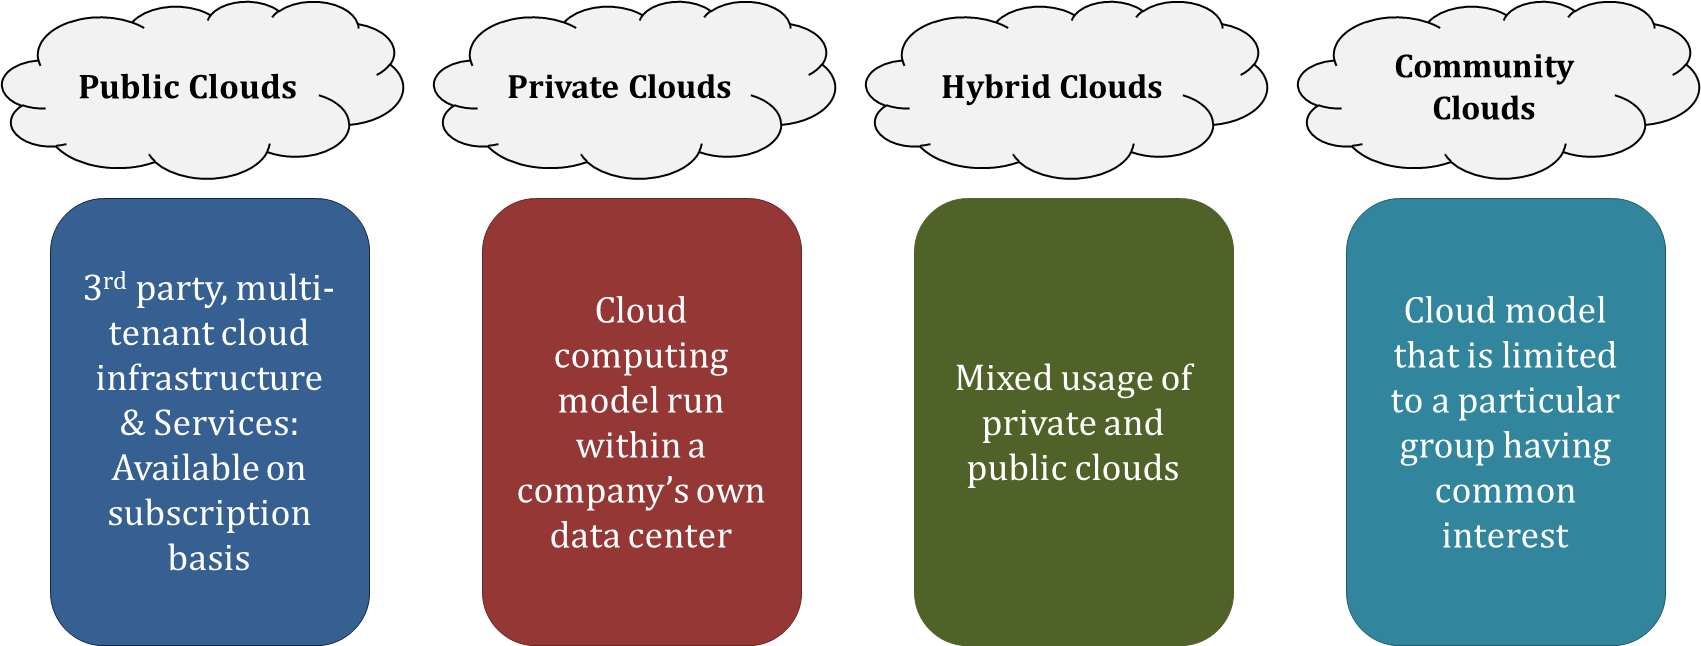 Public Clouds
Private Clouds
Hybrid Clouds
Community
Clouds
3rd party, multi-
tenant cloud
infrastructure
& Services:
Available on
subscription
basis
Cloud
computing
model run
within a
company’s own
data center
Mixed usage of
private and
public clouds
Cloud model
that is limited
to a particular
group having
common
interest